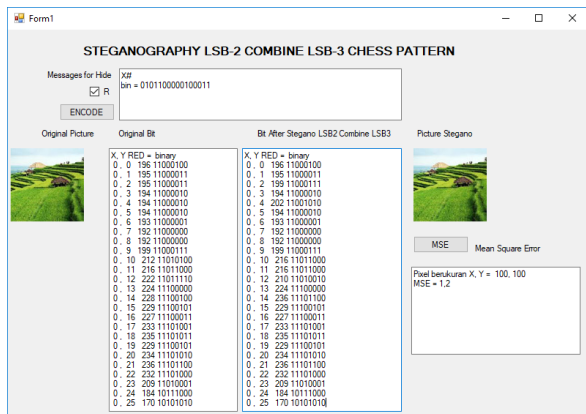 Form1
STEGANOGRAPHY LSB-2 COMBINE LSB-3 CHESS PATTERN
Messages for Hide
X#
bin = 0101100000100011
R
ENCODE
Original Picture
Original Bit
Bit After Stegano LSB2 Combine LSB3
Picture Stegano
X, Y RED = binary
0 , 0 196 11000100
0 , 1 195 11000011
0 , 2 195 11000011
0 , 3 194 11000010
0 , 4 194 11000010
0 , 5 194 11000010
0 , 6 193 11000001
0 , 7 192 11000000
0 , 8 192 11000000
0 , 9 199 11000111
0 , 10 212 11010100
0 , 11 216 11011000
0 , 12 222 11011110
0 , 13 224 11100000
0 , 14 228 11100100
0 , 15 229 11100101
0 , 16 227 11100011
0 , 17 233 11101001
0 , 18 235 11101011
0 , 19 229 11100101
0 , 20 234 11101010
0 , 21 236 11101100
0 , 22 232 11101000
0 , 23 209 11010001
0 , 24 184 10111000
0 , 25 170 10101010
X, Y RED = binary
0 , 0 196 11000100
0 , 1 195 11000011
0 , 2 199 11000111
0 , 3 194 11000010
0 , 4 202 11001010
0 , 5 194 11000010
0 , 6 193 11000001
0 , 7 192 11000000
0 , 8 192 11000000
0 , 9 199 11000111
0 , 10 216 11011000
0 , 11 216 11011000
0 , 12 210 11010010
0 , 13 224 11100000
0 , 14 236 11101100
0 , 15 229 11100101
0 , 16 227 11100011
0 , 17 233 11101001
0 , 18 235 11101011
0 , 19 229 11100101
0 , 20 234 11101010
0 , 21 236 11101100
0 , 22 232 11101000
0 , 23 209 11010001
0 , 24 184 10111000
0 , 25 170 10101010
MSE
Mean Square Error
Pixel berukuran X, Y = 100, 100
MSE = 1,2